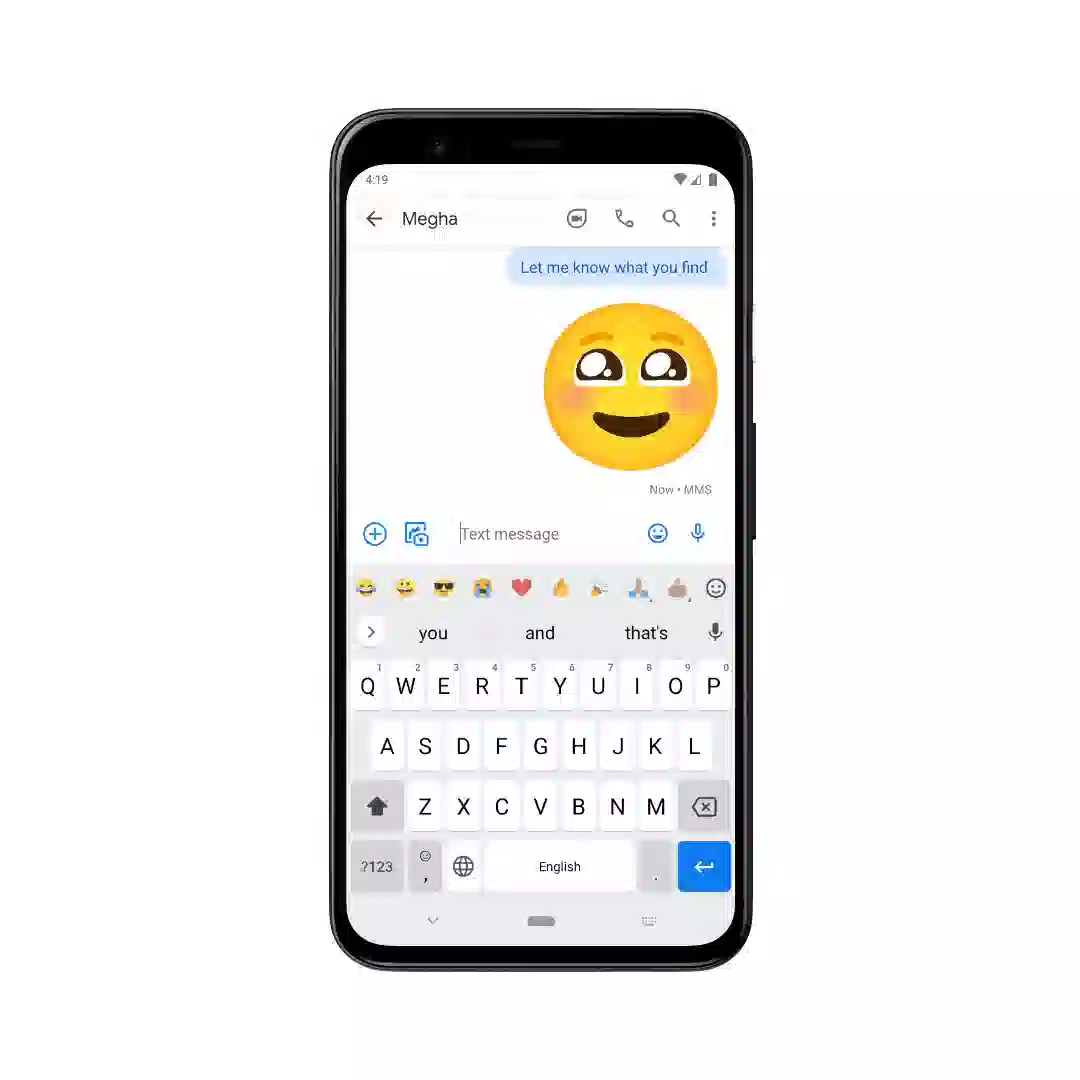 4:19
Megha
Let me know what you find
Now • MMS
Text message
you and that's
1 2 3 4 5 6 7 8 9 0
Q W E R T Y U I O P
A S D F G H J K L
Z X C V B N M
?123 , English .